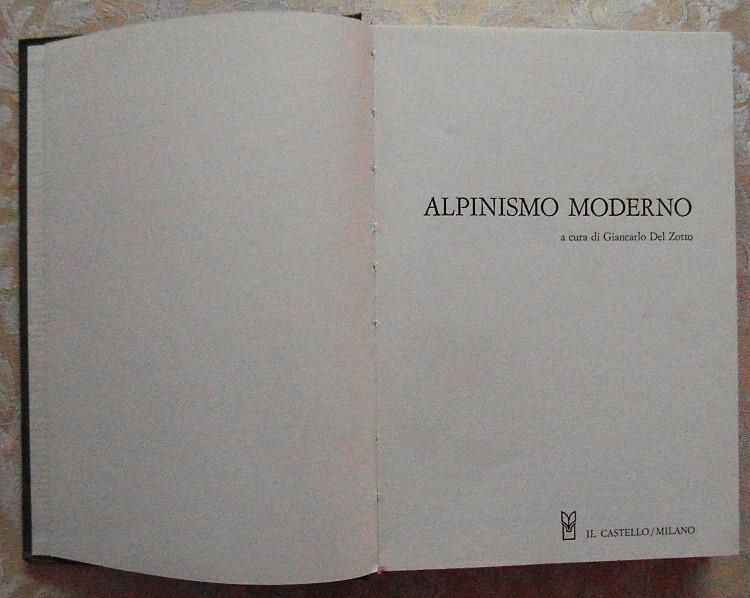 ALPINISMO MODERNO
a cura di Giancarlo Del Zotto
IL CASTELLO/MILANO